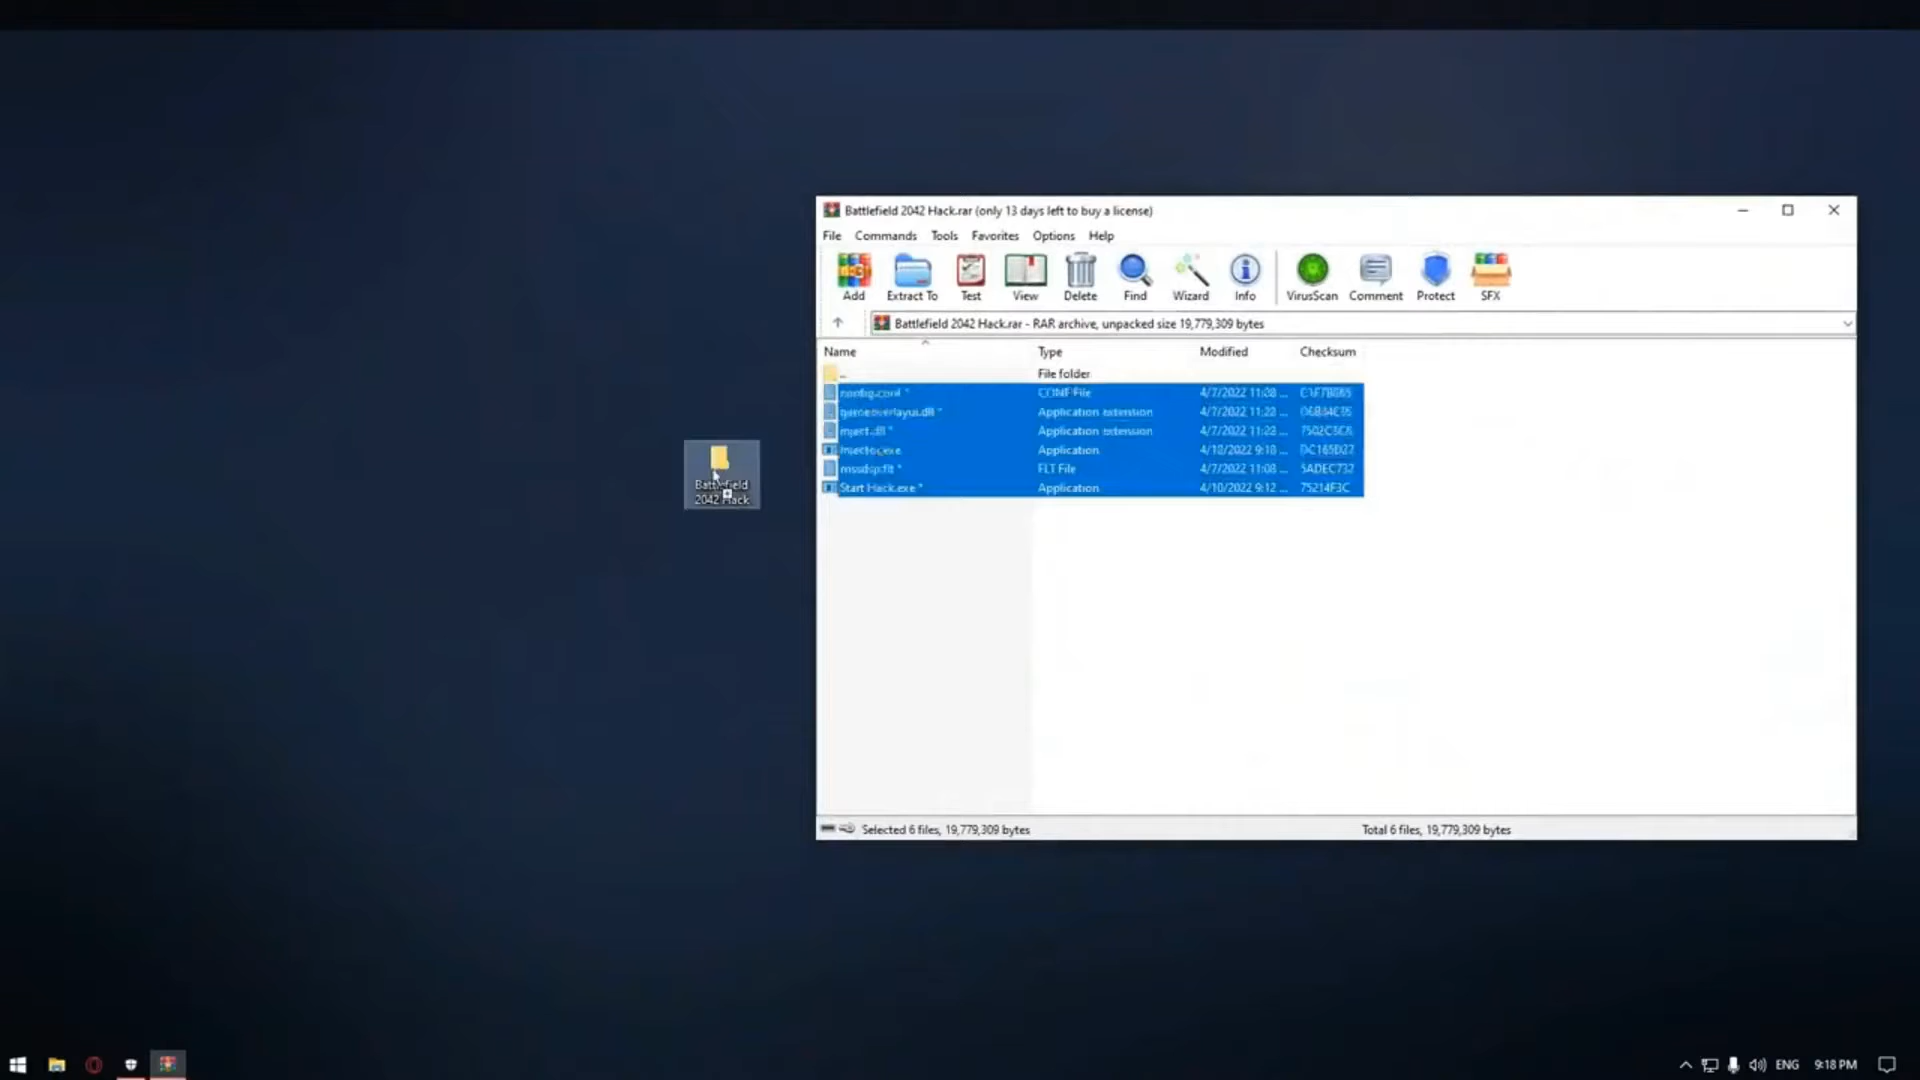 Battlefield 2042 Hack.rar (only 13 days left to buy a license)
File Commands Tools Favorites Options Help
Add Extract To Test View Delete Find Wizard Info VirusScan Comment Protect SFX
Battlefield 2042 Hack.rar - RAR archive, unpacked size 19,779,309 bytes
Name Type Modified Checksum
.. File folder
config.conf * CONF File 4/7/2022 11:08 ...
gameoverlayui.dll * Application extension 4/7/2022 11:23 ...
inject.dll * Application extension 4/7/2022 11:23 ...
Application 4/10/2022 9:18 ... DC165D27
mssdsp.flt * FLT File 4/7/2022 11:08 ... 5ADEC732
Start Hack.exe * Application 4/10/2022 9:12 ... 75214F3C
Battlefield
2042 Hack
Selected 6 files, 19,779,309 bytes Total 6 files, 19,779,309 bytes
ENG 9:18 PM